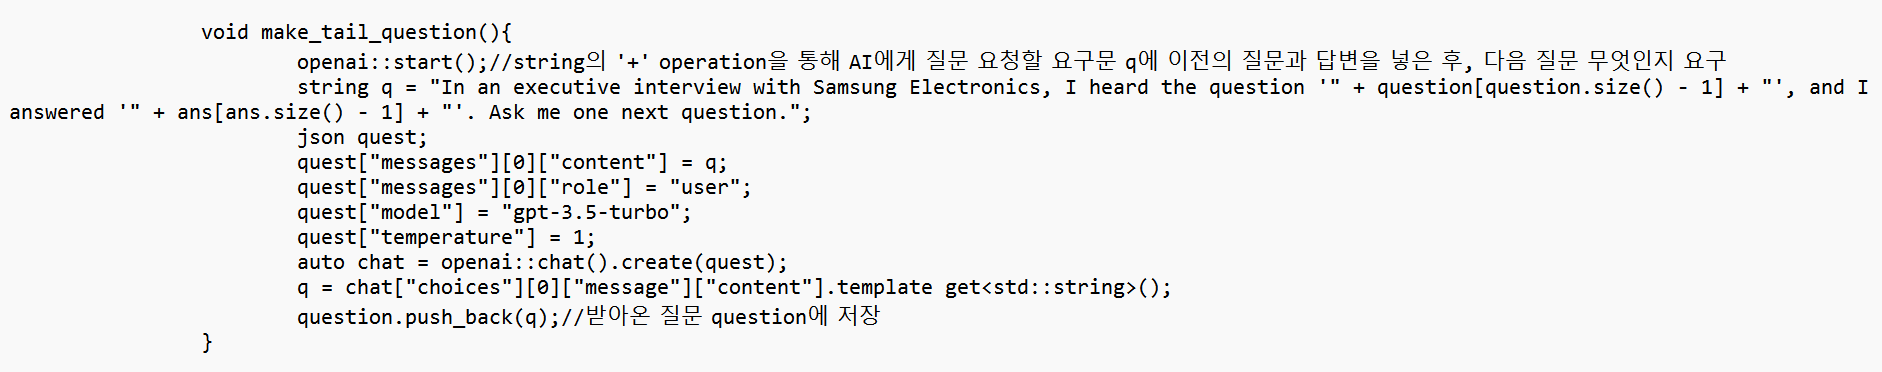 void make_tail_question(){
openai::start();//string의 '+' operation을 통해 AI에게 질문 요청할 요구문 q에 이전의 질문과 답변을 넣은 후, 다음 질문 무엇인지 요구
string q = "In an executive interview with Samsung Electronics, I heard the question '" + question[question.size() - 1] + "', and I
answered '" + ans[ans.size() - 1] + "'. Ask me one next question.";
json quest;
quest["messages"][0]["content"] = q;
quest["messages"][0]["role"] = "user";
quest["model"] = "gpt-3.5-turbo";
quest["temperature"] = 1;
auto chat = openai::chat().create(quest);
q = chat["choices"][0]["message"]["content"].template get<std::string>();
question.push_back(q);//받아온 질문 question에 저장
}